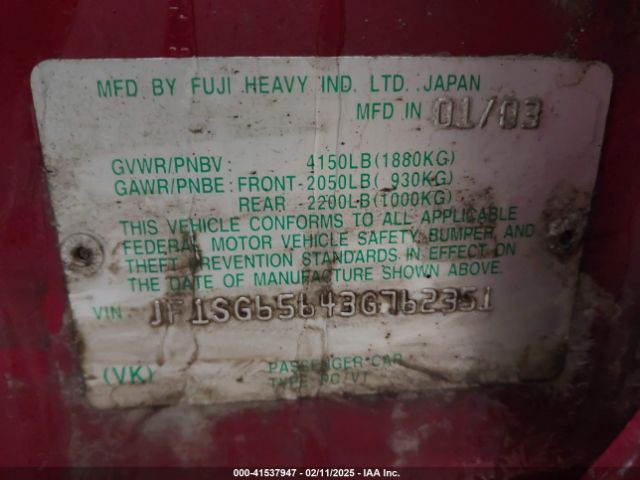 MFD BY FUJI HEAVY IND. LTD. JAPAN
MFD IN 01/03
GVWR/PNBV : 4150LB(1880KG)
GAWR/PNBE : FRONT-2050LB( 930KG)
REAR - 2200LB(1000KG)
THIS VEHICLE CONFORMS TO ALL APPLICABLE
FEDERAL MOTOR VEHICLE SAFETY, BUMPER, AND
THEFT PREVENTION STANDARDS IN EFFECT ON
THE DATE OF MANUFACTURE SHOWN ABOVE.
VIN JF1SG65643G762351
(VK) PASSENGER CAR
TYPE PC/VT
000-41537947 - 02/11/2025 - IAA Inc.